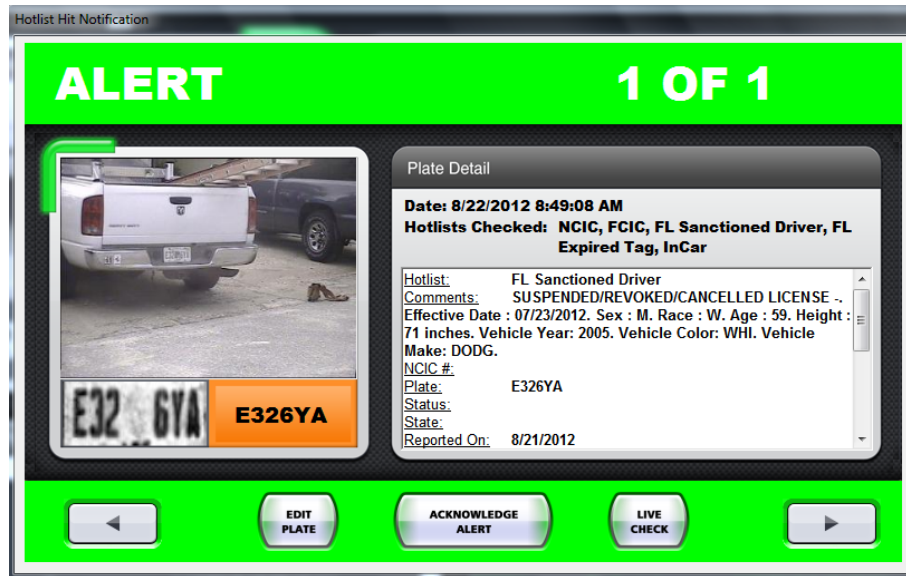 Hotlist Hit Notification
ALERT
1 OF 1
Plate Detail
Date: 8/22/2012 8:49:08 AM
Hotlists Checked: NCIC, FCIC, FL Sanctioned Driver, FL
Expired Tag, InCar
Hotlist: FL Sanctioned Driver
Comments: SUSPENDED/REVOKED/CANCELLED LICENSE -.
Effective Date : 07/23/2012. Sex : M. Race : W. Age : 59. Height :
71 inches. Vehicle Year: 2005. Vehicle Color: WHI. Vehicle
Make: DODG.
NCIC #:
Plate: E326YA
Status:
State:
Reported On: 8/21/2012
E32 6YA
E326YA
EDIT
PLATE
ACKNOWLEDGE
ALERT
LIVE
CHECK